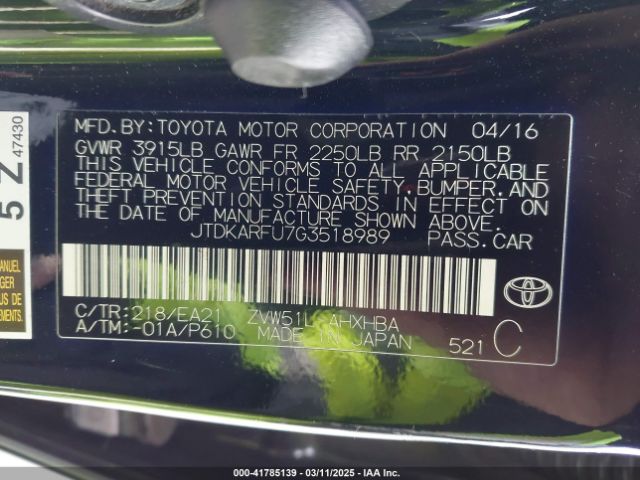 MFD.BY:TOYOTA MOTOR CORPORATION 04/16
GVWR 3915LB GAWR FR 2250LB RR 2150LB
THIS VEHICLE CONFORMS TO ALL APPLICABLE
FEDERAL MOTOR VEHICLE SAFETY,BUMPER,AND
THEFT PREVENTION STANDARDS IN EFFECT ON
THE DATE OF MANUFACTURE SHOWN ABOVE.
JTDKARFU7G3518989 PASS.CAR
C/TR:218/EA21 ZVW51L AHXHBA
A/TM-01A/P610 MADE IN JAPAN 521 C
5 Z 47430
MANUEL
000-41785139 - 03/11/2025 - IAA Inc.